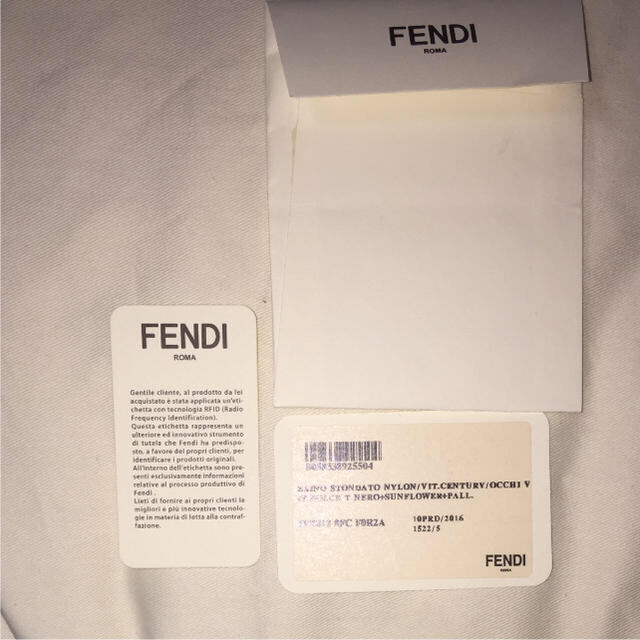 FENDI
ROMA
FENDI
ROMA
Gentile cliente, al prodotto da lei
acquistato è stata applicata un'eti-
chetta con tecnologia RFID (Radio
Frequency Identification).
Questa etichetta rappresenta un
ulteriore ed innovativo strumento
di tutela che Fendi ha predispo-
sto, a favore dei propri clienti, per
identificare i prodotti originali.
All'interno dell'etichetta sono pre-
senti esclusivamente informazioni
relative al processo produttivo di
Fendi .
Lieti di fornire ai propri clienti la
migliori e più innovative tecnolo-
gie in materia di lotta alla contraf-
fazione.
8058338925504
ZAINO STONDATO NYLON/VIT.CENTURY/OCCHI V
DOLCE T NERO+SUNFLOWER+PALL.
8FC F0RZA 10PRD/2016
1522/5
FENDI
ROMA